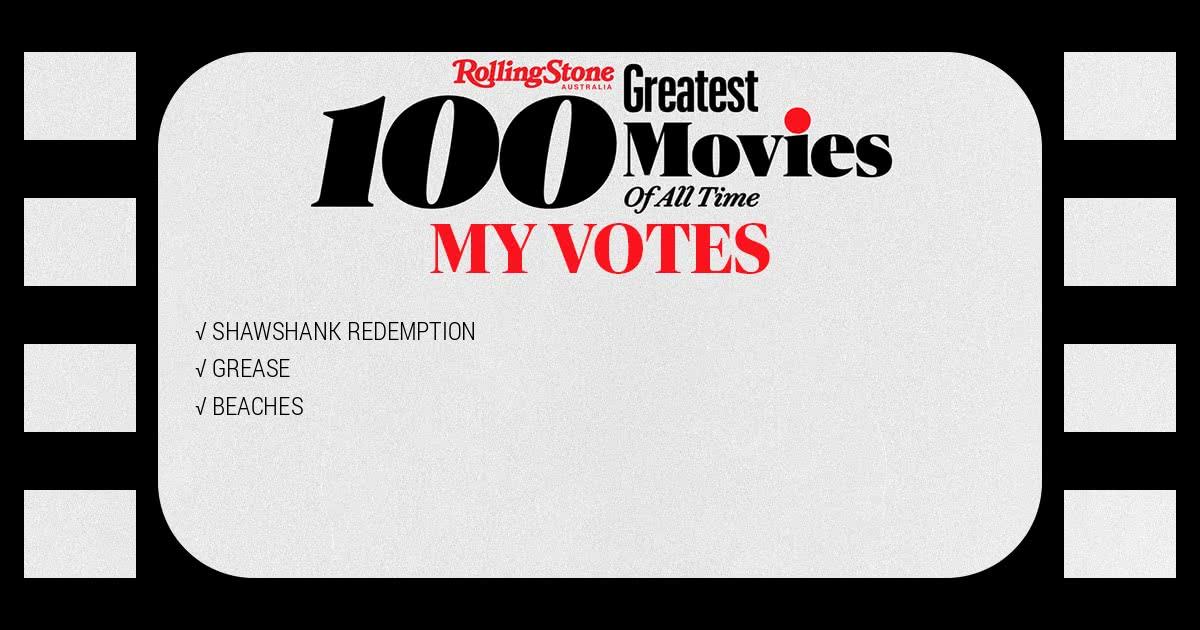 RollingStone
AUSTRALIA
100 Greatest
Movies
Of All Time
MY VOTES
√ SHAWSHANK REDEMPTION
√ GREASE
√ BEACHES